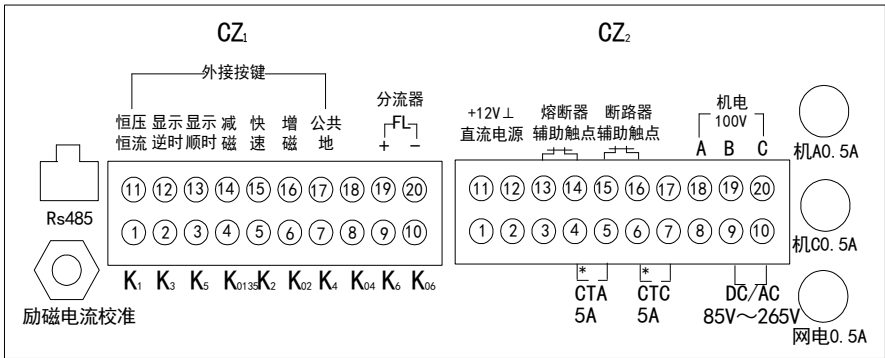 CZ₁
CZ₂
外接按键
恒压 显示 显示 减 快 增 公共
恒流 逆时 顺时 磁 速 磁 地
分流器
FL
+ −
+12V⊥
直流电源
熔断器
辅助触点
断路器
辅助触点
机电
100V
A B C
机A0.5A
11 12 13 14 15 16 17 18 19 20
1 2 3 4 5 6 7 8 9 10
K₁ K₃ K₅ K₀₁₃₅ K₂ K₀₂ K₄ K₀₄ K₆ K₀₆
Rs485
励磁电流校准
11 12 13 14 15 16 17 18 19 20
1 2 3 4 5 6 7 8 9 10
机C0.5A
*
CTA
5A
*
CTC
5A
DC/AC
85V～265V
网电0.5A